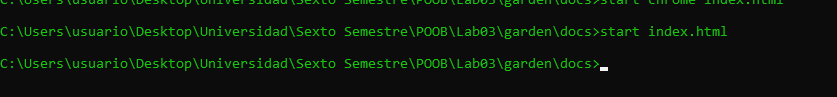 C:\Users\usuario\Desktop\Universidad\Sexto Semestre\POOB\Lab03\garden\docs>start chrome index.html
C:\Users\usuario\Desktop\Universidad\Sexto Semestre\POOB\Lab03\garden\docs>start index.html
C:\Users\usuario\Desktop\Universidad\Sexto Semestre\POOB\Lab03\garden\docs>